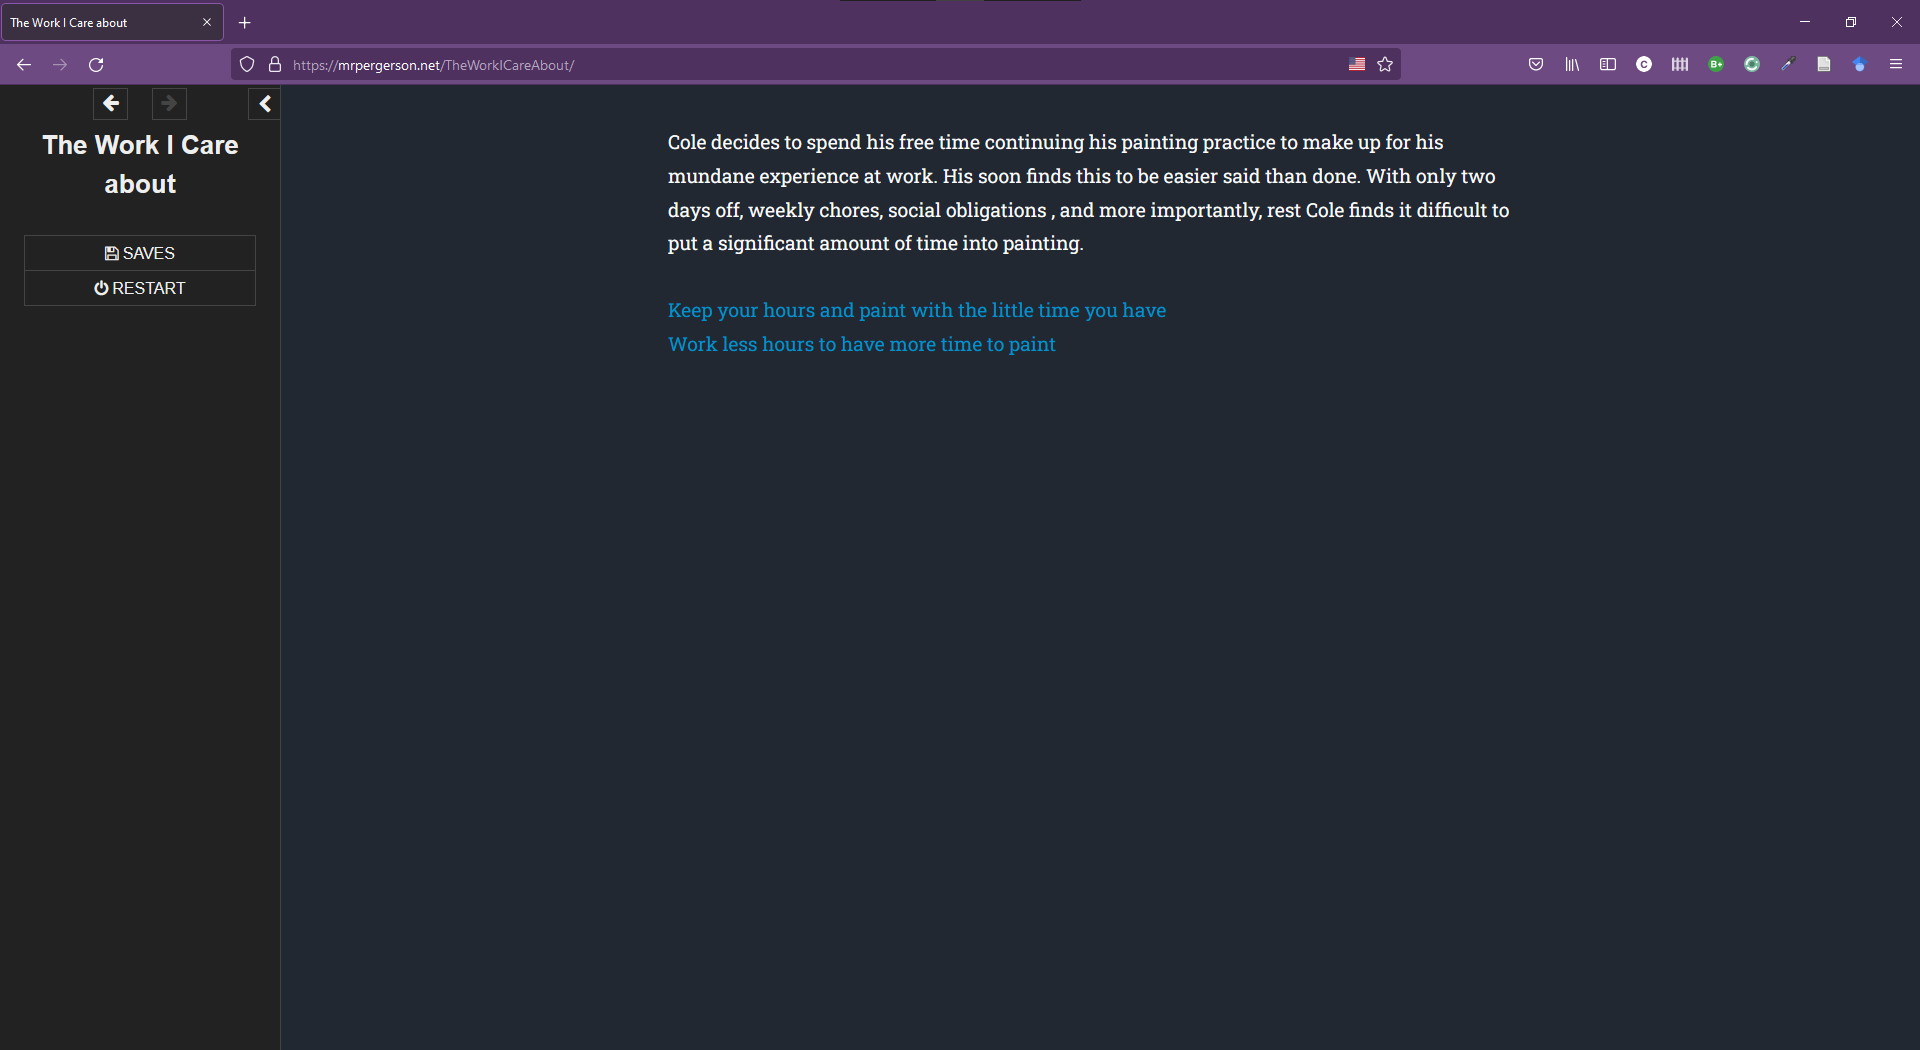 The Work I Care about
https://mrpergerson.net/TheWorkICareAbout/
The Work I Care
about
SAVES
RESTART
Cole decides to spend his free time continuing his painting practice to make up for his
mundane experience at work. His soon finds this to be easier said than done. With only two
days off, weekly chores, social obligations , and more importantly, rest Cole finds it difficult to
put a significant amount of time into painting.
Keep your hours and paint with the little time you have
Work less hours to have more time to paint
C
B+